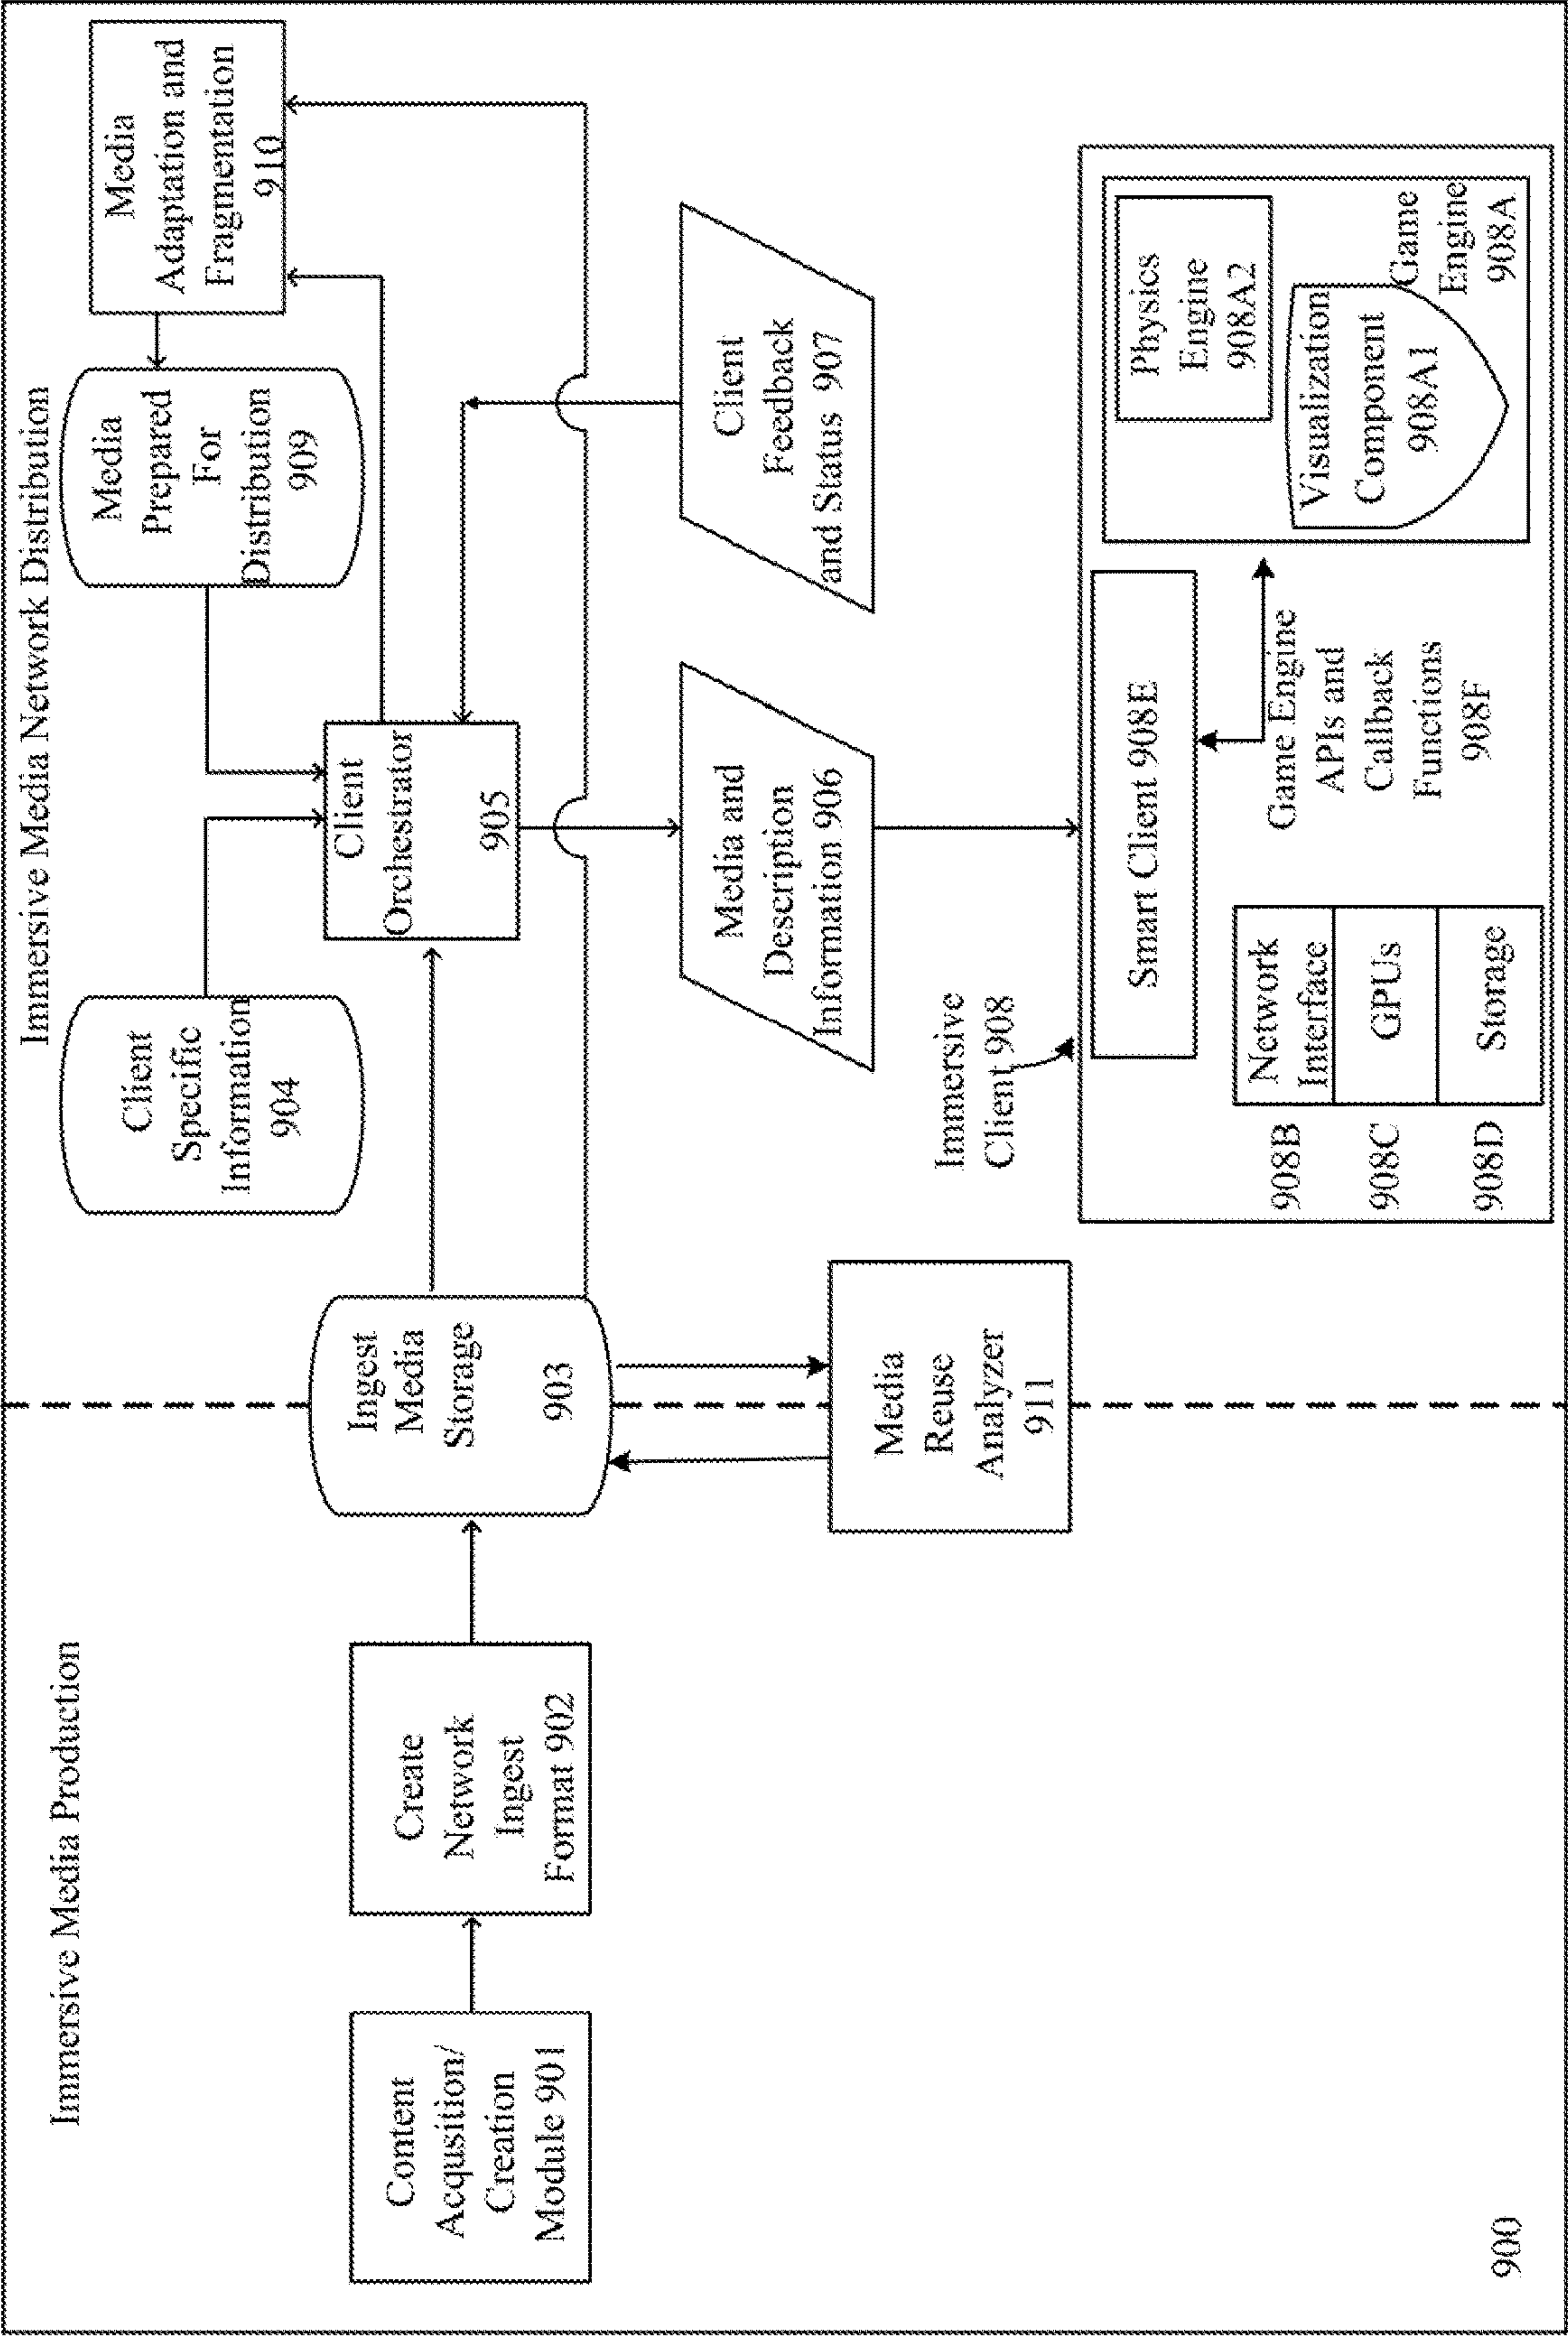 Immersive Media Production
Immersive Media Network Distribution
Content
Acqusition/
Creation
Module 901
Create
Network
Ingest
Format 902
Ingest
Media
Storage
903
Media
Reuse
Analyzer
911
Client
Specific
Information
904
Client
Orchestrator
905
Media
Prepared
For
Distribution
909
Media
Adaptation and
Fragmentation
910
Media and
Description
Information 906
Client
Feedback
and Status 907
Immersive
Client 908
Smart Client 908E
908B
Network
Interface
908C
GPUs
908D
Storage
Game Engine
APIs and
Callback
Functions
908F
Physics
Engine
908A2
Visualization
Component
908A1
Game
Engine
908A
900